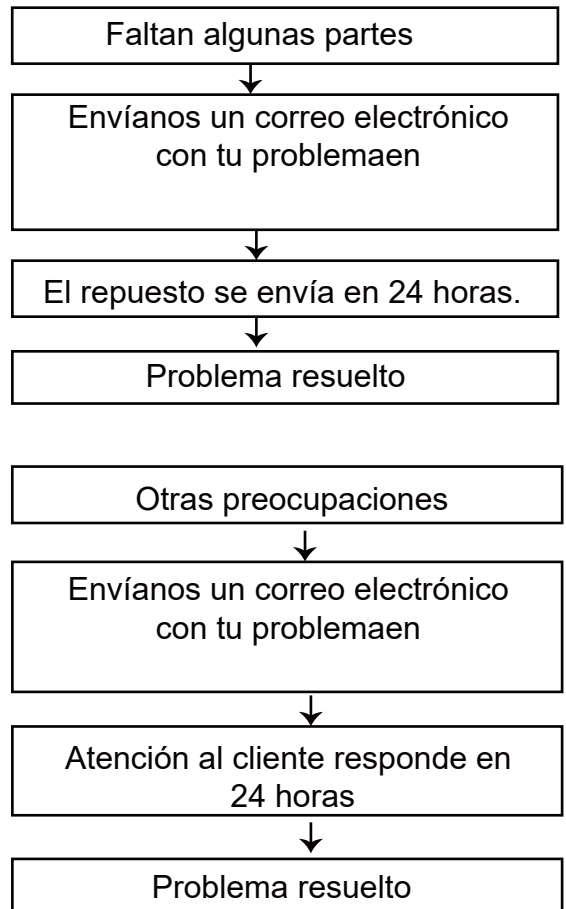 Faltan algunas partes
Envíanos un correo electrónico
con tu problemaen
El repuesto se envía en 24 horas.
Problema resuelto
Otras preocupaciones
Envíanos un correo electrónico
con tu problemaen
Atención al cliente responde en
24 horas
Problema resuelto